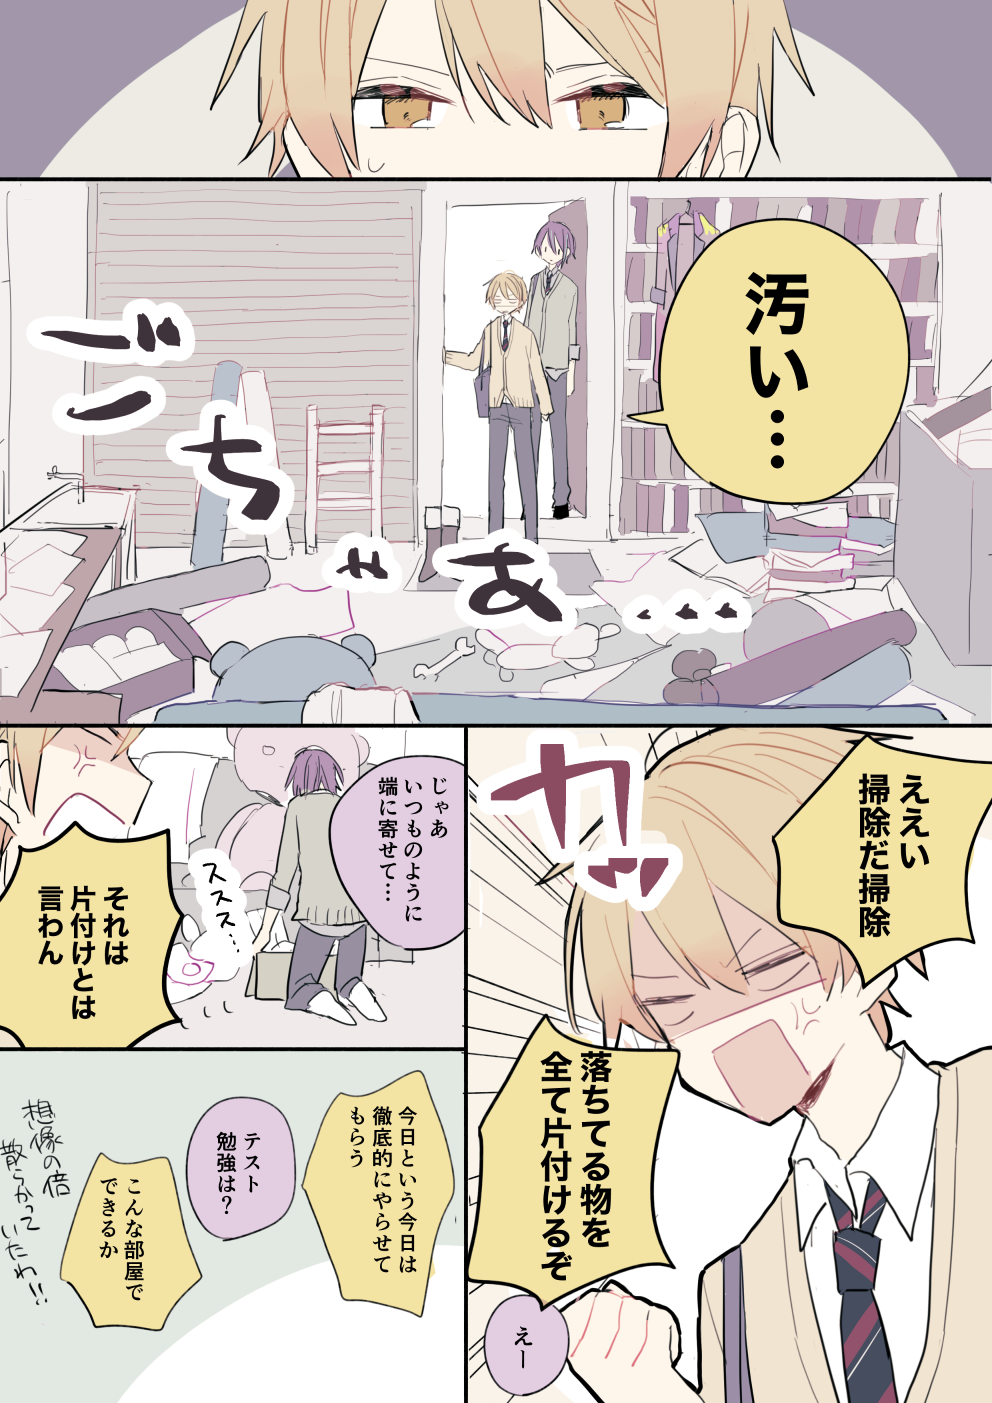 汚い…
ゴ
ち
ゃ
あ
…
ええい
掃除だ掃除
カッ
落ちてる物を
全て片付けるぞ
えー
じゃあ
いつものように
端に寄せて…
ススス…
それは
片付けとは
言わん
今日という今日は
徹底的にやらせて
もらう
テスト
勉強は?
こんな部屋で
できるか
想像の倍
散らかって
いたわ!!